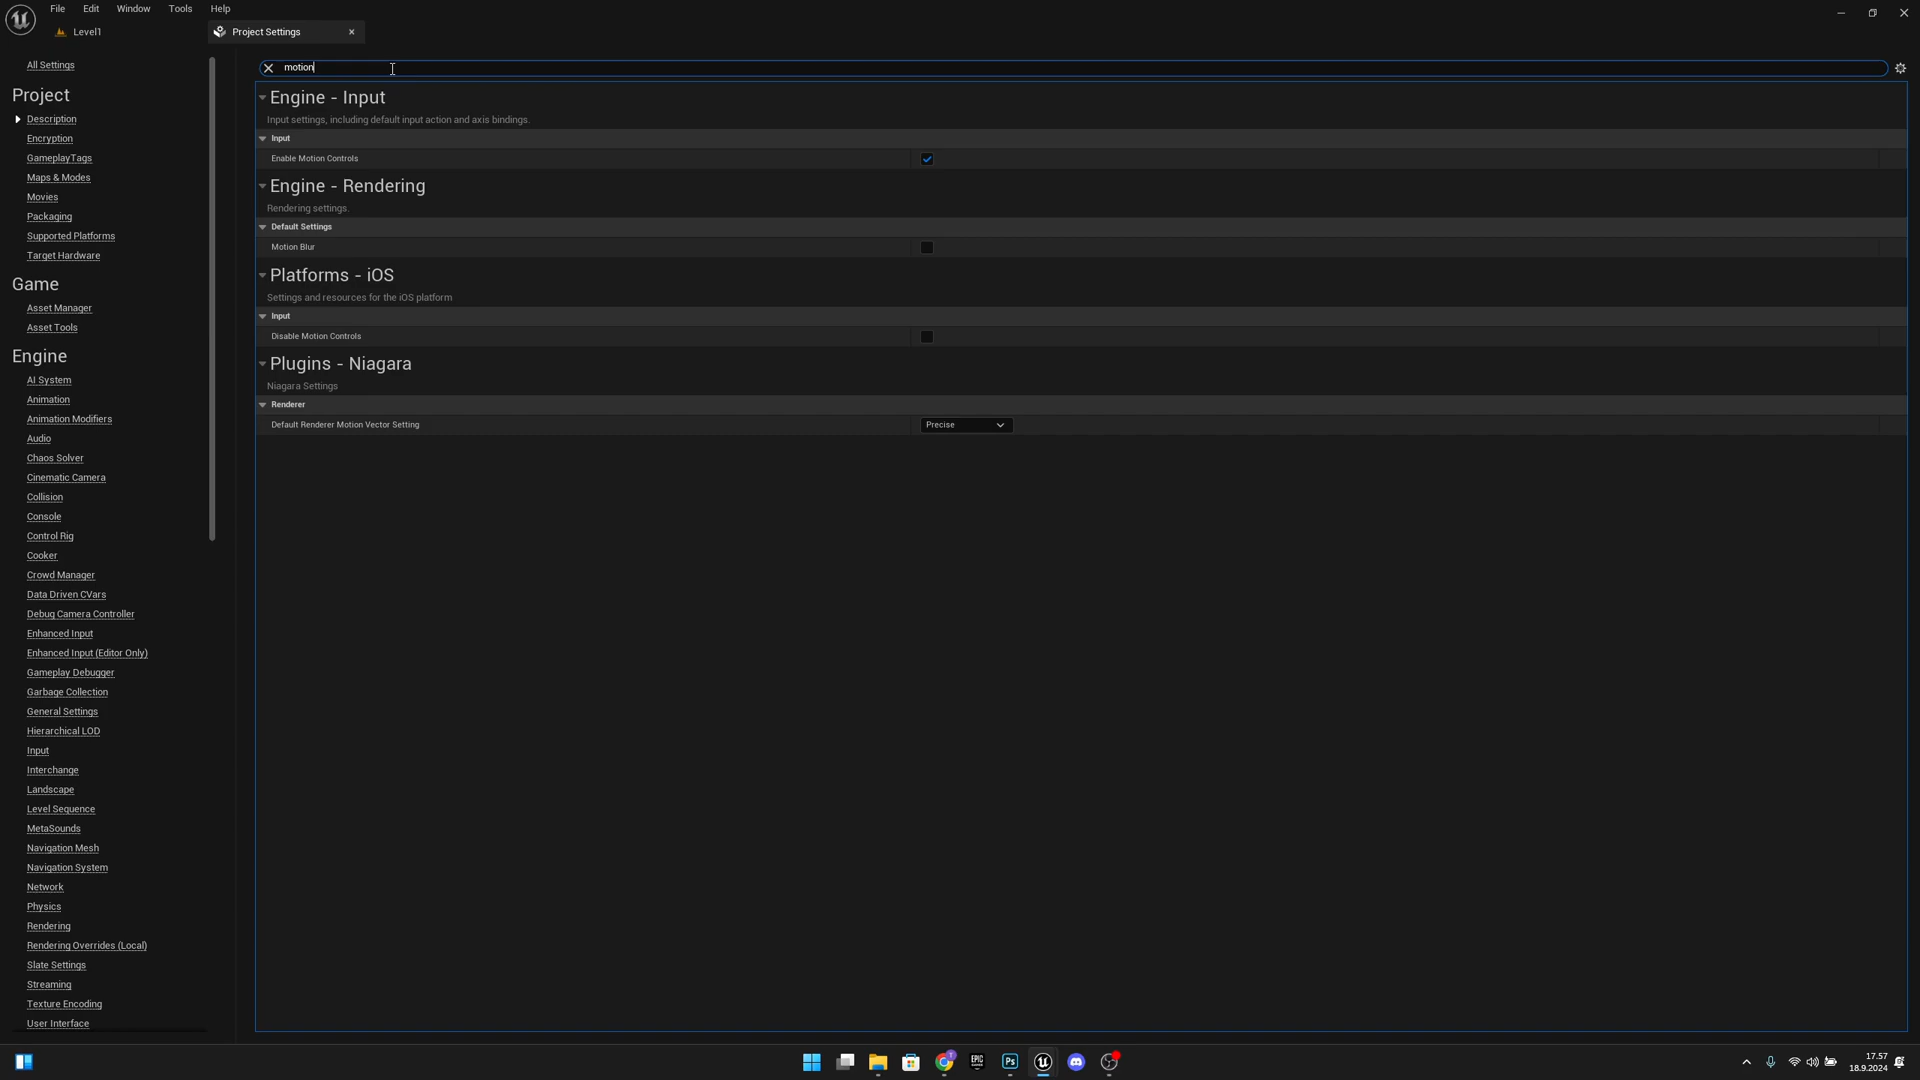 File Edit Window Tools Help
Level1
Project Settings
All Settings
Project
Description
Encryption
GameplayTags
Maps & Modes
Movies
Packaging
Supported Platforms
Target Hardware
Game
Asset Manager
Asset Tools
Engine
AI System
Animation
Animation Modifiers
Audio
Chaos Solver
Cinematic Camera
Collision
Console
Control Rig
Cooker
Crowd Manager
Data Driven CVars
Debug Camera Controller
Enhanced Input
Enhanced Input (Editor Only)
Gameplay Debugger
Garbage Collection
General Settings
Hierarchical LOD
Input
Interchange
Landscape
Level Sequence
MetaSounds
Navigation Mesh
Navigation System
Network
Physics
Rendering
Rendering Overrides (Local)
Slate Settings
Streaming
Texture Encoding
User Interface
motion
Engine - Input
Input settings, including default input action and axis bindings.
Input
Enable Motion Controls
Engine - Rendering
Rendering settings.
Default Settings
Motion Blur
Platforms - iOS
Settings and resources for the iOS platform
Input
Disable Motion Controls
Plugins - Niagara
Niagara Settings
Renderer
Default Renderer Motion Vector Setting
Precise
EPIC
Ps
17.57
18.9.2024